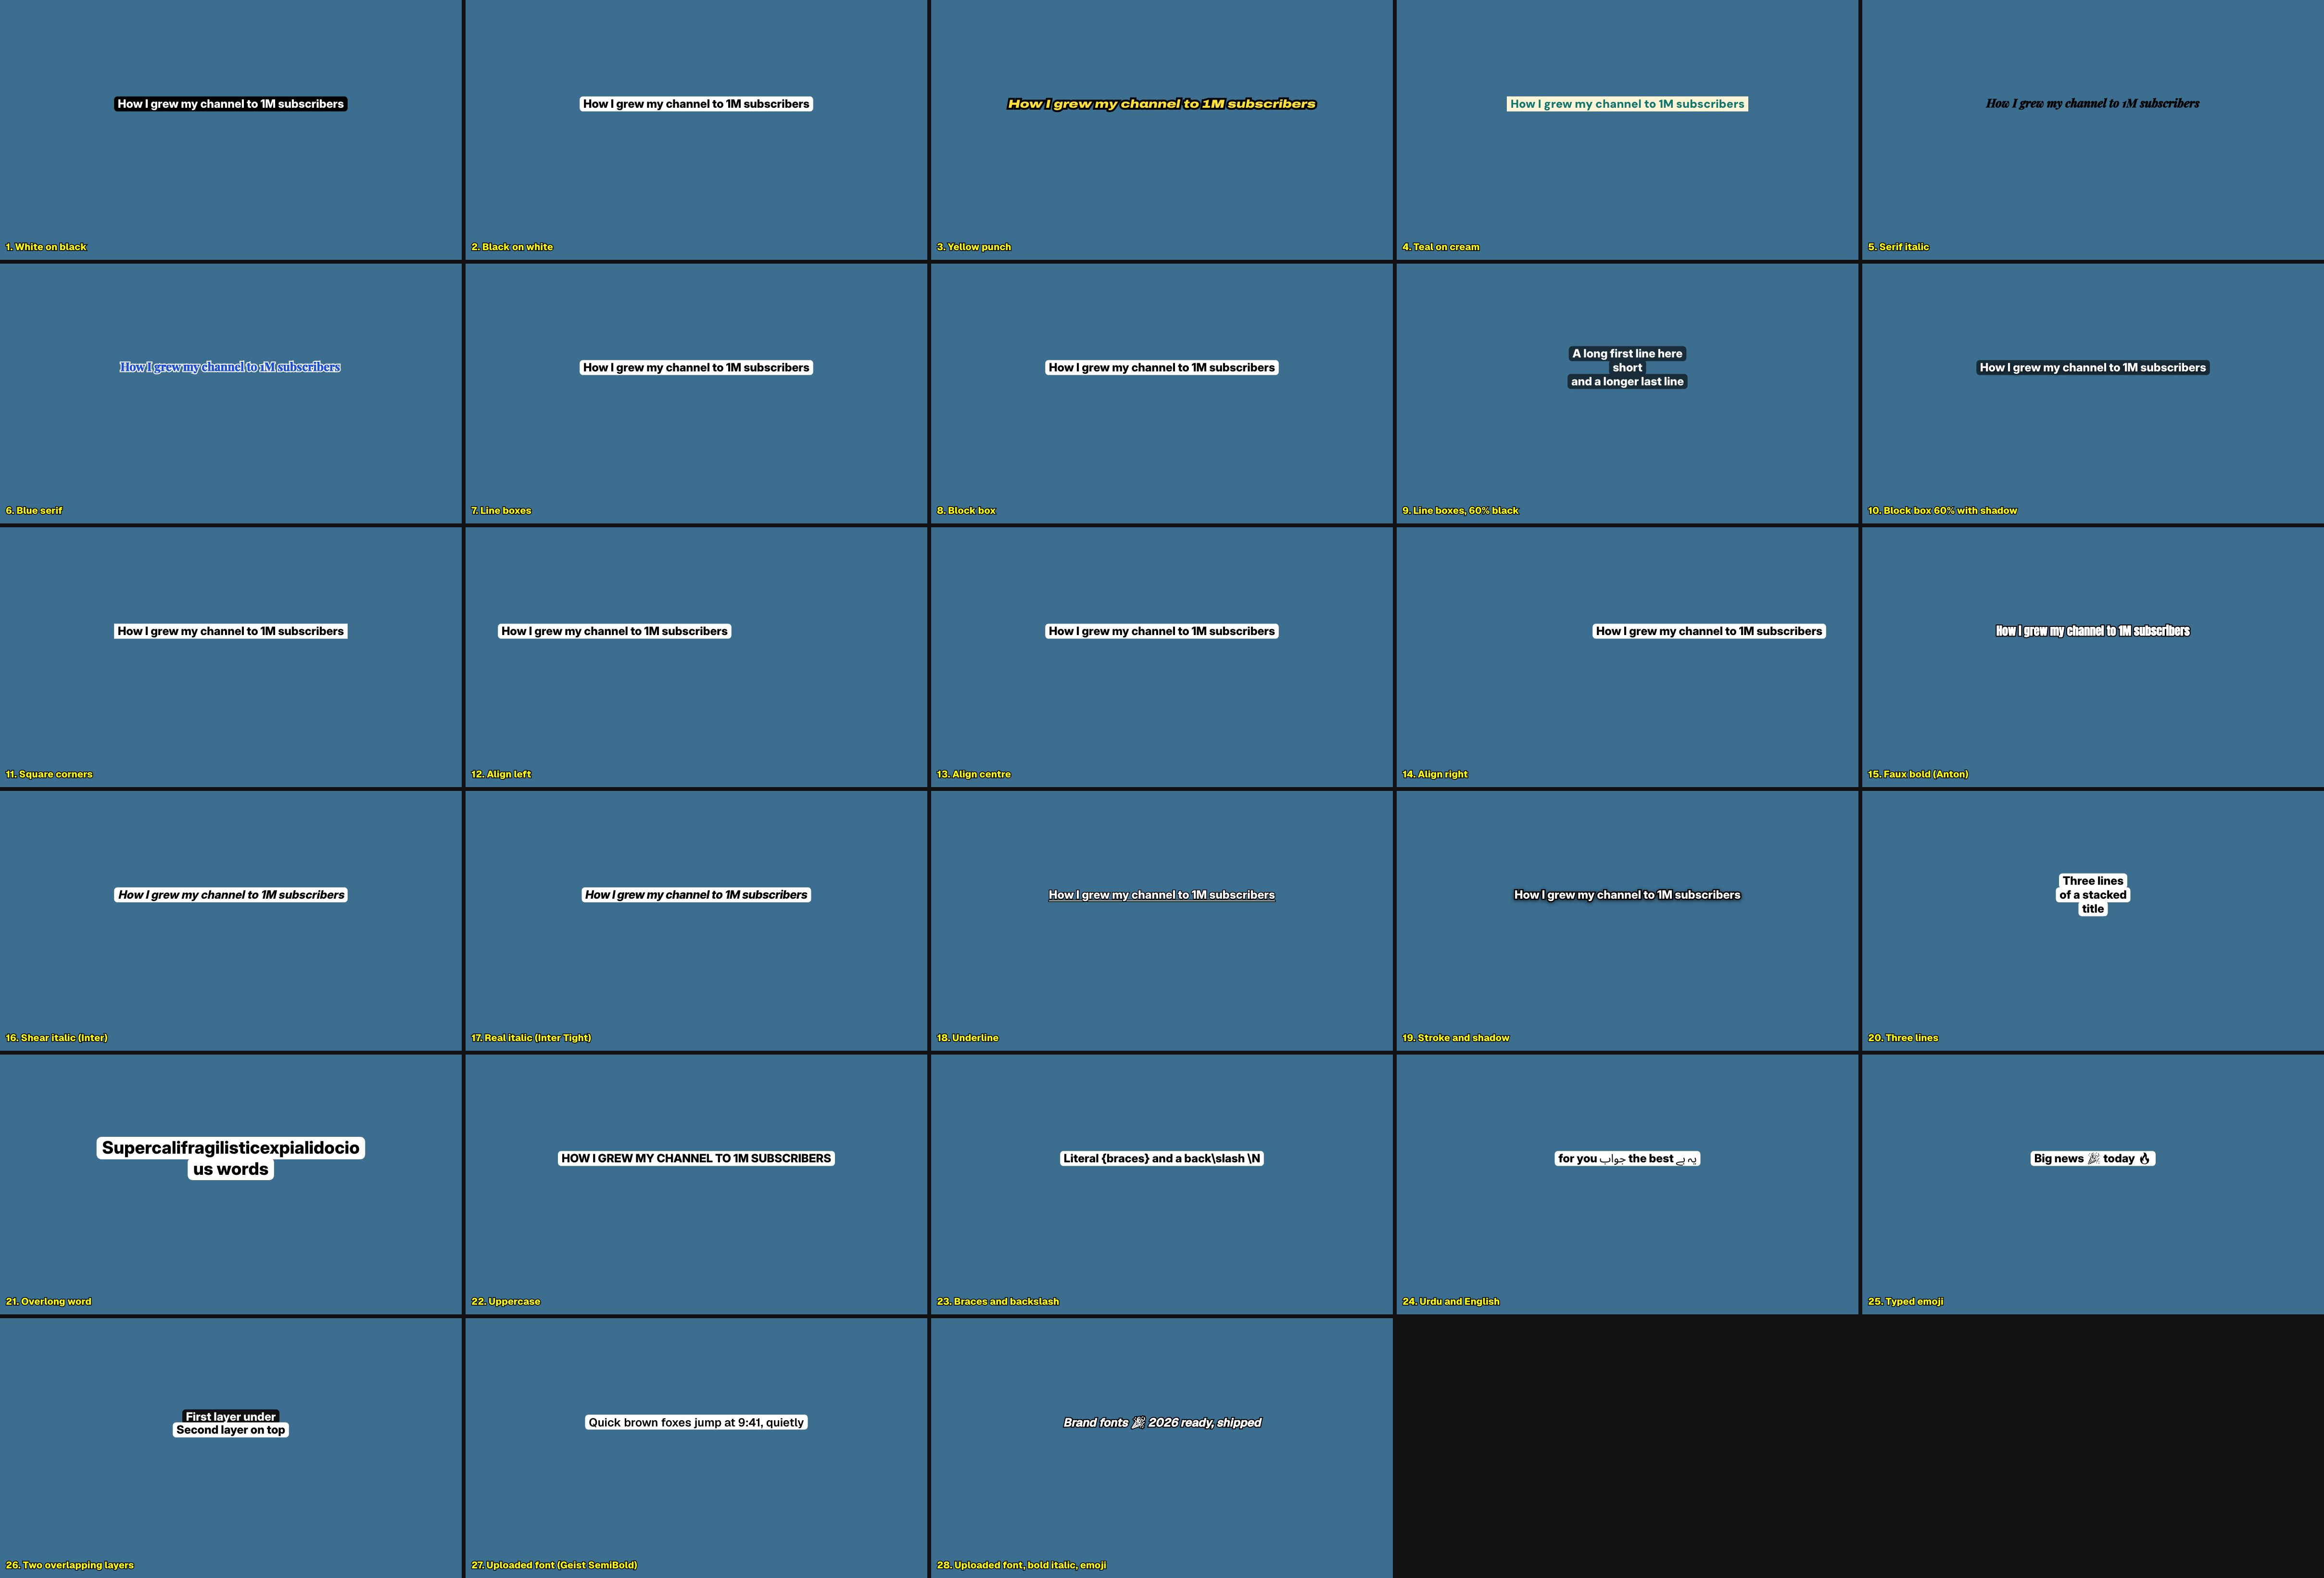 How I grew my channel to 1M subscribers
1. White on black
How I grew my channel to 1M subscribers
2. Black on white
How I grew my channel to 1M subscribers
3. Yellow punch
How I grew my channel to 1M subscribers
4. Teal on cream
How I grew my channel to 1M subscribers
5. Serif italic
How I grew my channel to 1M subscribers
6. Blue serif
How I grew my channel to 1M subscribers
7. Line boxes
How I grew my channel to 1M subscribers
8. Block box
A long first line here
short
and a longer last line
9. Line boxes, 60% black
How I grew my channel to 1M subscribers
10. Block box 60% with shadow
How I grew my channel to 1M subscribers
11. Square corners
How I grew my channel to 1M subscribers
12. Align left
How I grew my channel to 1M subscribers
13. Align centre
How I grew my channel to 1M subscribers
14. Align right
How I grew my channel to 1M subscribers
15. Faux bold (Anton)
How I grew my channel to 1M subscribers
16. Shear italic (Inter)
How I grew my channel to 1M subscribers
17. Real italic (Inter Tight)
How I grew my channel to 1M subscribers
18. Underline
How I grew my channel to 1M subscribers
19. Stroke and shadow
Three lines
of a stacked
title
20. Three lines
Supercalifragilisticexpialidocio
us words
21. Overlong word
HOW I GREW MY CHANNEL TO 1M SUBSCRIBERS
22. Uppercase
Literal {braces} and a back\slash \N
23. Braces and backslash
یہ ہے the best جواب for you
24. Urdu and English
Big news 🎉 today 🔥
25. Typed emoji
First layer under
Second layer on top
26. Two overlapping layers
Quick brown foxes jump at 9:41, quietly
27. Uploaded font (Geist SemiBold)
Brand fonts 🎉 2026 ready, shipped
28. Uploaded font, bold italic, emoji